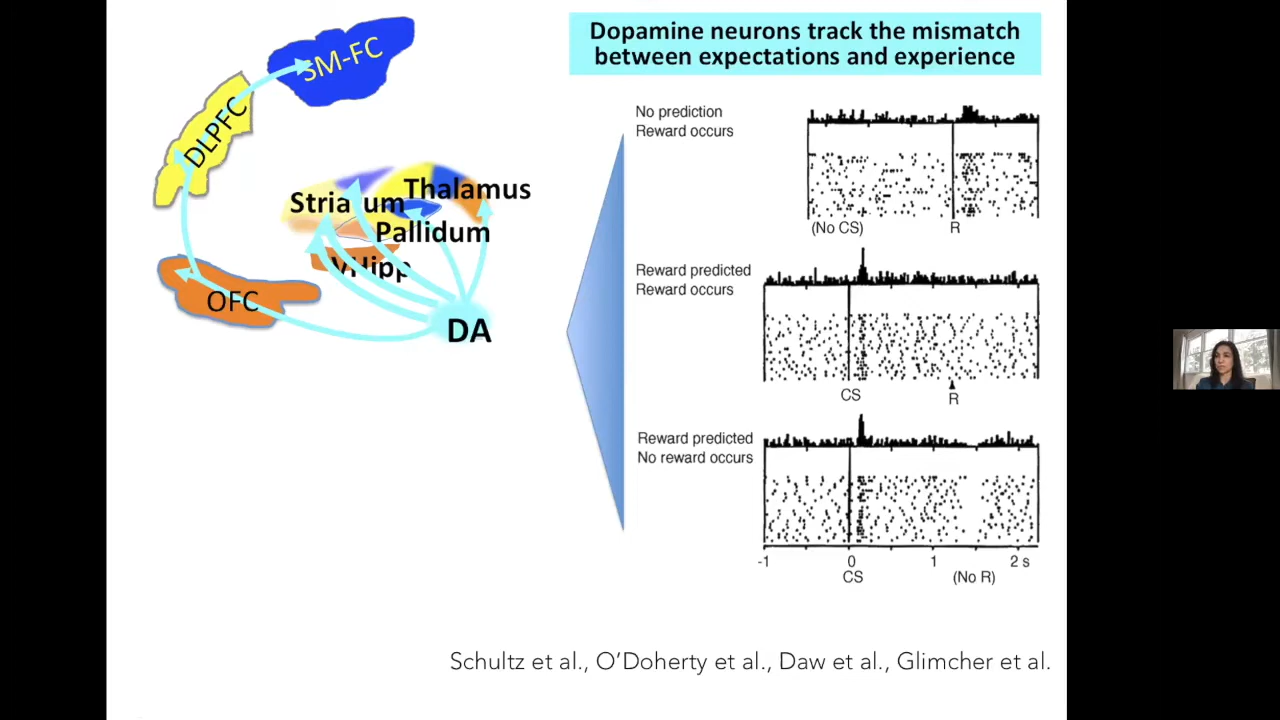 Dopamine neurons track the mismatch
between expectations and experience
SM-FC
DLPFC
Striatum
Thalamus
Pallidum
vHipp
OFC
DA
No prediction
Reward occurs
(No CS)
R
Reward predicted
Reward occurs
CS
R
Reward predicted
No reward occurs
-1
0
1
2 s
CS
(No R)
Schultz et al., O'Doherty et al., Daw et al., Glimcher et al.